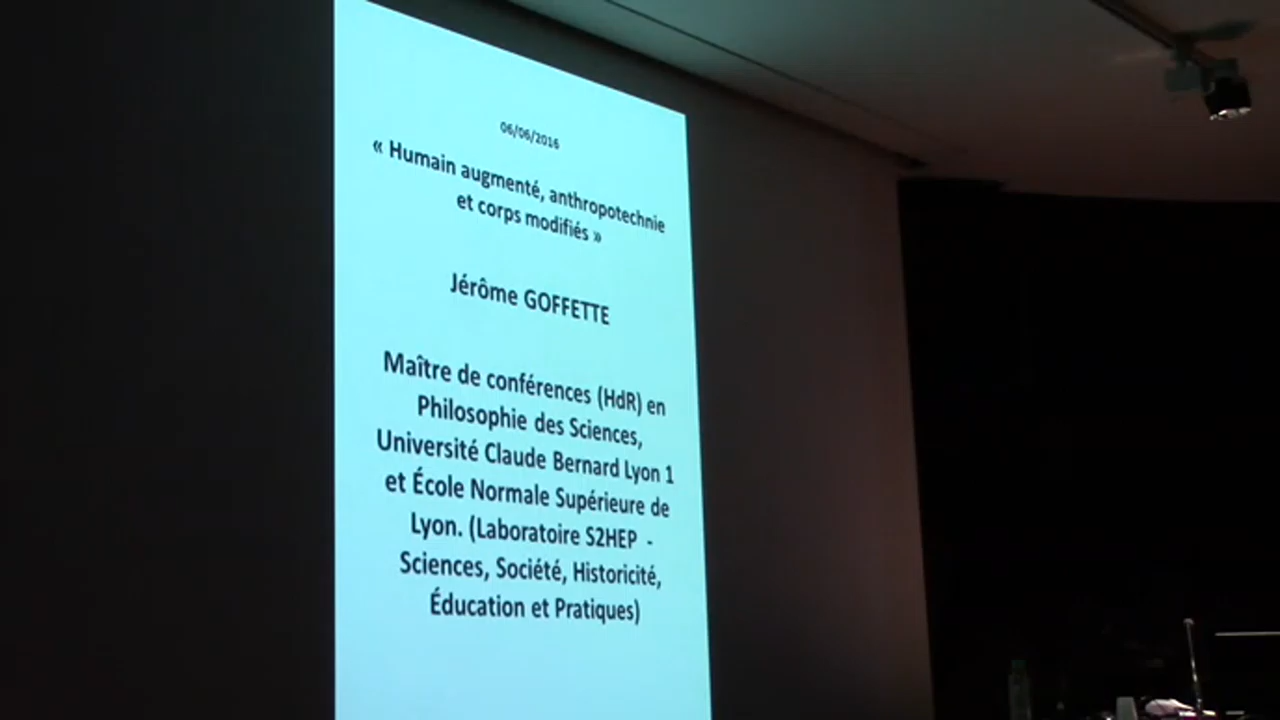 06/06/2016
« Humain augmenté, anthropotechnie
et corps modifiés »
Jérôme GOFFETTE
Maître de conférences (HdR) en
Philosophie des Sciences,
Université Claude Bernard Lyon 1
et École Normale Supérieure de
Lyon. (Laboratoire S2HEP -
Sciences, Société, Historicité,
Éducation et Pratiques)